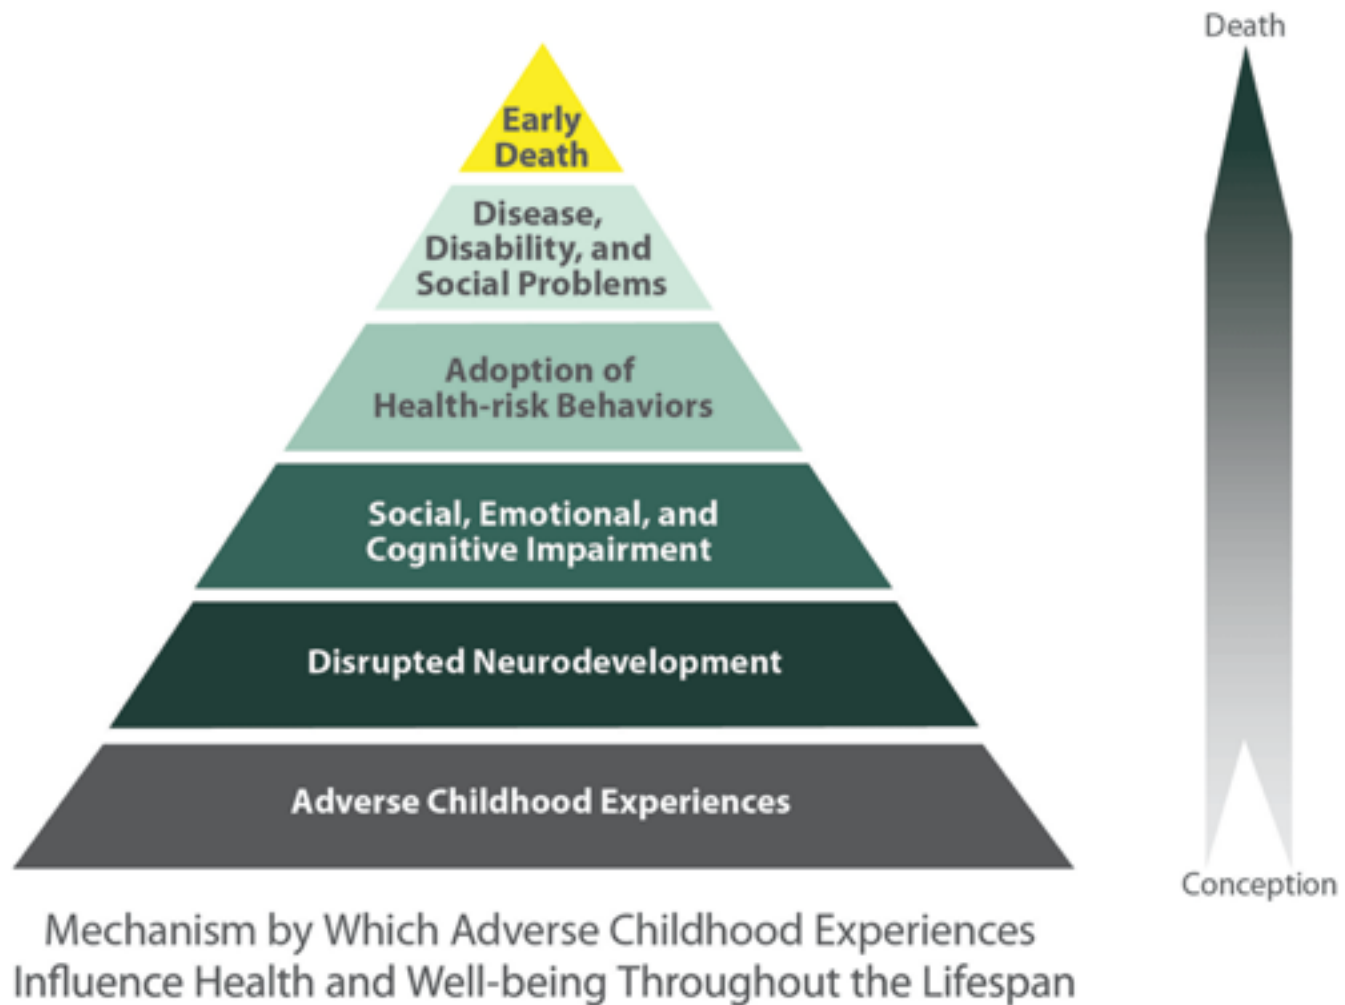 Death
Early
Death
Disease,
Disability, and
Social Problems
Adoption of
Health-risk Behaviors
Social, Emotional, and
Cognitive Impairment
Disrupted Neurodevelopment
Adverse Childhood Experiences
Conception
Mechanism by Which Adverse Childhood Experiences
Influence Health and Well-being Throughout the Lifespan